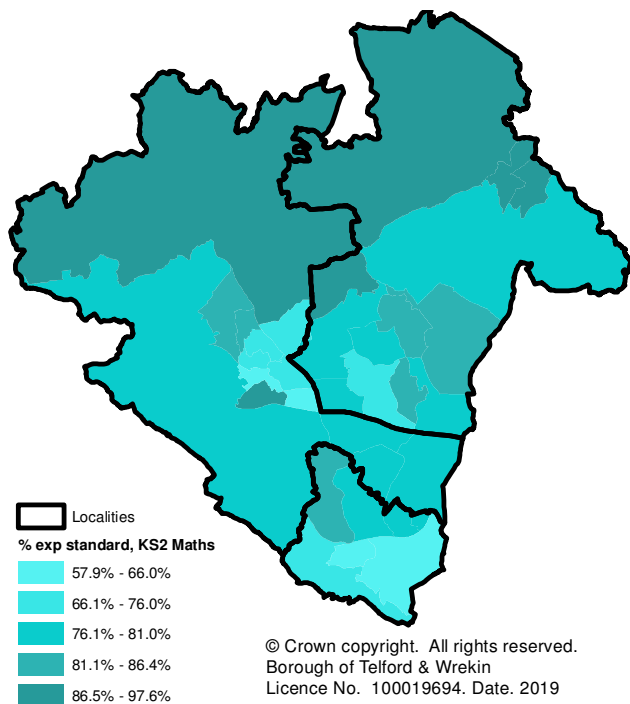 Localities
% exp standard, KS2 Maths
57.9% - 66.0%
66.1% - 76.0%
76.1% - 81.0%
81.1% - 86.4%
86.5% - 97.6%
© Crown copyright. All rights reserved.
Borough of Telford & Wrekin
Licence No. 100019694. Date. 2019